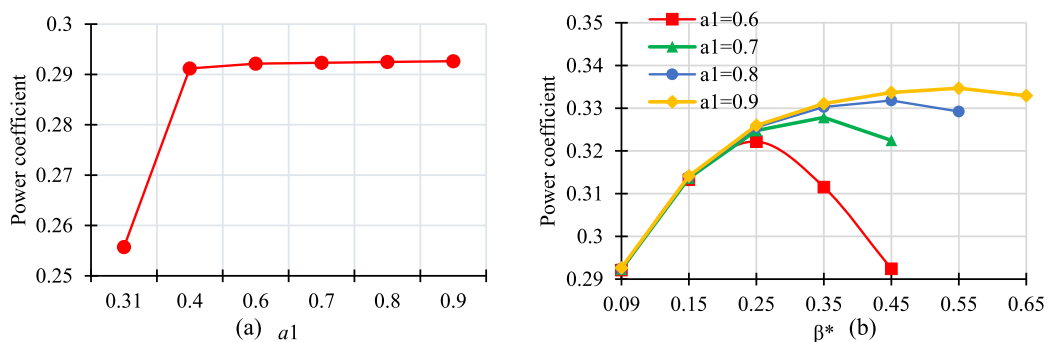 0.3
0.29
0.28
0.27
0.26
0.25
Power coefficient
0.31 0.4 0.6 0.7 0.8 0.9
(a) a1
0.35
0.34
0.33
0.32
0.31
0.3
0.29
Power coefficient
a1=0.6
a1=0.7
a1=0.8
a1=0.9
0.09 0.15 0.25 0.35 0.45 0.55 0.65
β* (b)